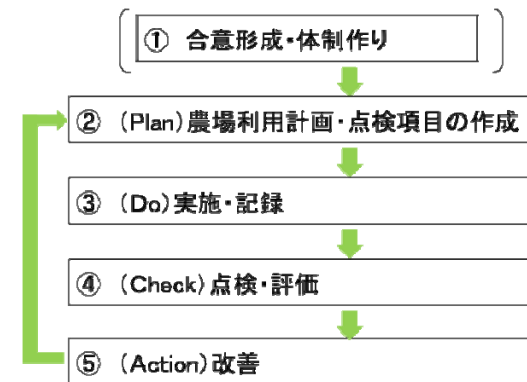 ① 合意形成・体制作り
② (Plan)農場利用計画・点検項目の作成
③ (Do)実施・記録
④ (Check)点検・評価
⑤ (Action)改善